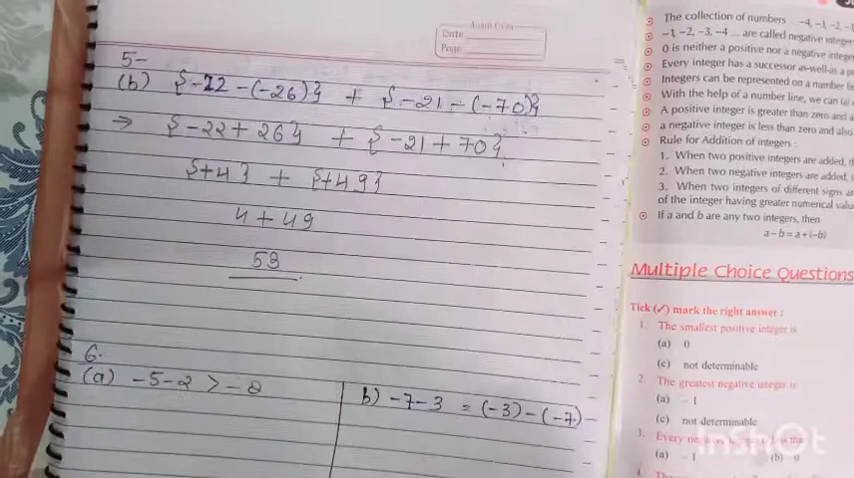 Date:
Page:
5-
(b) {-22-(-26)} + {-21-(-70)}
→ {-22+26} + {-21+70}
{+4} + {+49}
4+49
53
6.
(a) -5-2 > -8
b) -7-3 = (-3)-(-7)
The collection of numbers ... -4, -3, -2, -1
-1, -2, -3, -4 ... are called negative integer
0 is neither a positive nor a negative intege
Every integer has a successor as-well-as a p
Integers can be represented on a number li
With the help of a number line, we can (a)
A positive integer is greater than zero and a
a negative integer is less than zero and also
Rule for Addition of integers :
1. When two positive integers are added,
2. When two negative integers are added,
3. When two integers of different signs ar
of the integer having greater numerical valu
If a and b are any two integers, then
a-b=a+(-b)
Multiple Choice Questions
Tick (✓) mark the right answer :
1. The smallest positive integer is
(a) 0
(c) not determinable
2. The greatest negative integer is
(a) -1
(c) not determinable
3. Every negative is less tha
(a) -1 (b) 0
InShot